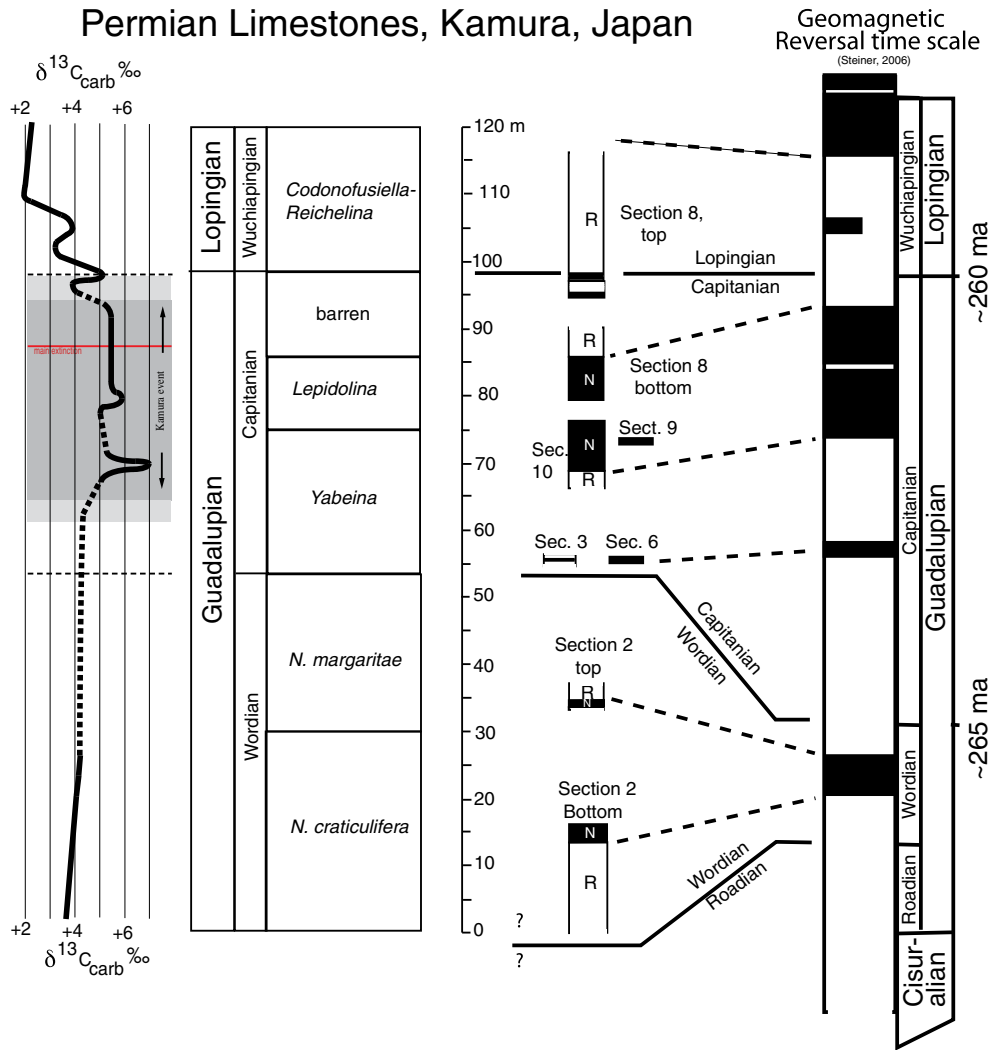 Permian Limestones, Kamura, Japan
Geomagnetic
Reversal time scale
(Steiner, 2006)
δ13Ccarb‰
+2
+4
+6
Lopingian
Wuchiapingian
Codonofusiella-
Reichelina
Guadalupian
Capitanian
barren
Lepidolina
Yabeina
Wordian
N. margaritae
N. craticulifera
main extinction
Kamura event
+2
+4
+6
δ13Ccarb‰
120 m
110
100
90
80
70
60
50
40
30
20
10
0
R
Section 8,
top
Lopingian
Capitanian
R
N
Section 8
bottom
Sect. 9
Sec.
10
N
R
Sec. 3
Sec. 6
Capitanian
Wordian
Section 2
top
R
N
Section 2
Bottom
N
R
Wordian
Roadian
?
?
Wuchiapingian
Lopingian
Capitanian
Guadalupian
Wordian
Roadian
Cisur-
alian
~260 ma
~265 ma